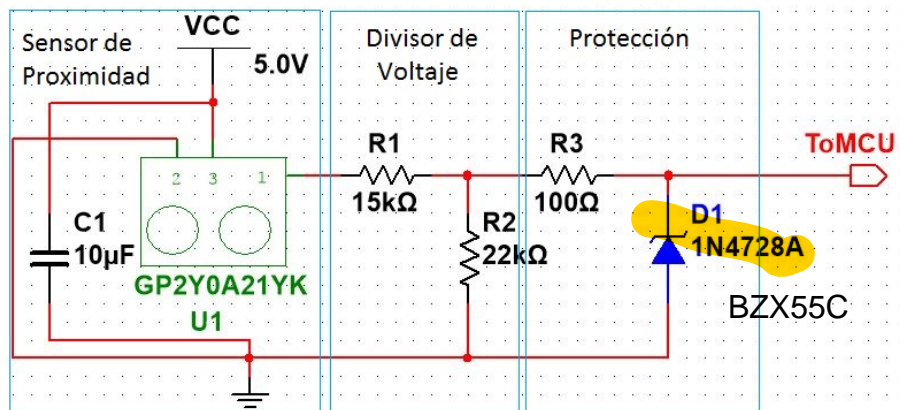 Sensor de
Proximidad
VCC
5.0V
Divisor de
Voltaje
Protección
2 3 1
C1
10µF
GP2Y0A21YK
U1
R1
15kΩ
R2
22kΩ
R3
100Ω
ToMCU
D1
1N4728A
BZX55C